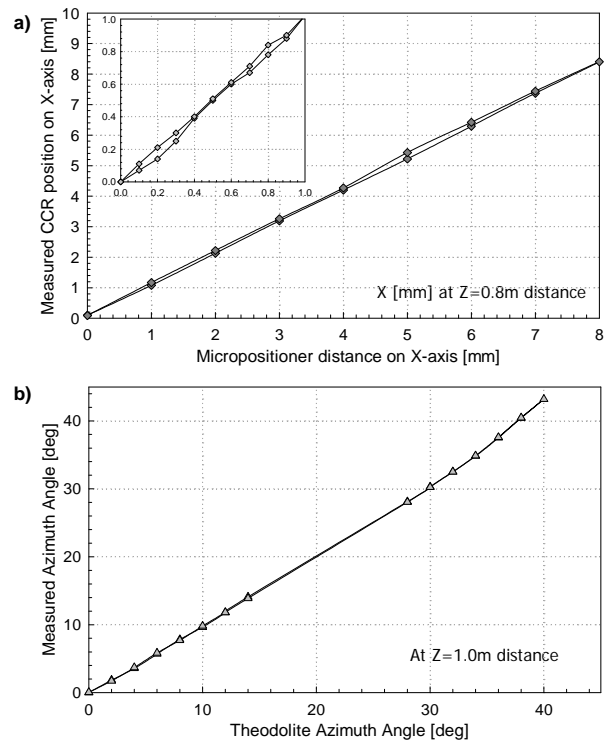 a)
Measured CCR position on X-axis [mm]
10
9
8
7
6
5
4
3
2
1
0
1.0
0.8
0.6
0.4
0.2
0.0
0.0 0.2 0.4 0.6 0.8 1.0
X [mm] at Z=0.8m distance
0 1 2 3 4 5 6 7 8
Micropositioner distance on X-axis [mm]
b)
Measured Azimuth Angle [deg]
40
30
20
10
0
At Z=1.0m distance
0 10 20 30 40
Theodolite Azimuth Angle [deg]